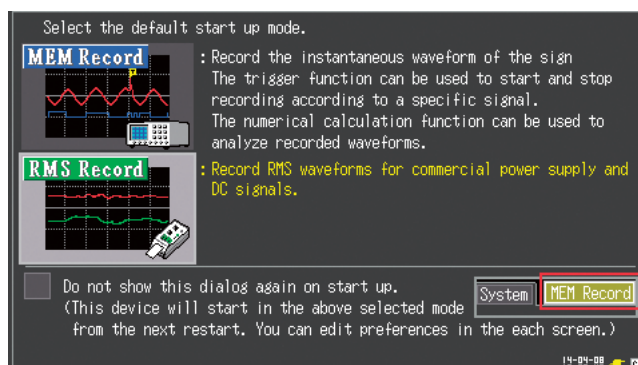 Select the default start up mode.
MEM Record
: Record the instantaneous waveform of the sign
The trigger function can be used to start and stop
recording according to a specific signal.
The numerical calculation function can be used to
analyze recorded waveforms.
RMS Record
: Record RMS waveforms for commercial power supply and
DC signals.
Do not show this dialog again on start up.
(This device will start in the above selected mode
from the next restart. You can edit preferences in the each screen.)
System
MEM Record
14-04-08